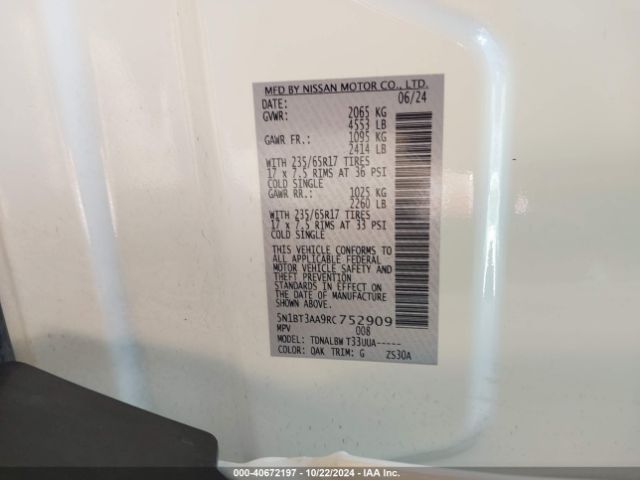 MFD BY NISSAN MOTOR CO., LTD.
DATE: 06/24
GVWR: 2065 KG
4553 LB
GAWR FR.: 1095 KG
2414 LB
WITH 235/65R17 TIRES
17 x 7.5 RIMS AT 36 PSI
COLD SINGLE
GAWR RR.: 1025 KG
2260 LB
WITH 235/65R17 TIRES
17 x 7.5 RIMS AT 33 PSI
COLD SINGLE
THIS VEHICLE CONFORMS TO
ALL APPLICABLE FEDERAL
MOTOR VEHICLE SAFETY AND
THEFT PREVENTION
STANDARDS IN EFFECT ON
THE DATE OF MANUFACTURE
SHOWN ABOVE.
5N1BT3AA9RC752909
MPV 008
MODEL: TDNALBW T33UUA-----
COLOR: QAK TRIM: G ZS30A
000-40672197 - 10/22/2024 - IAA Inc.